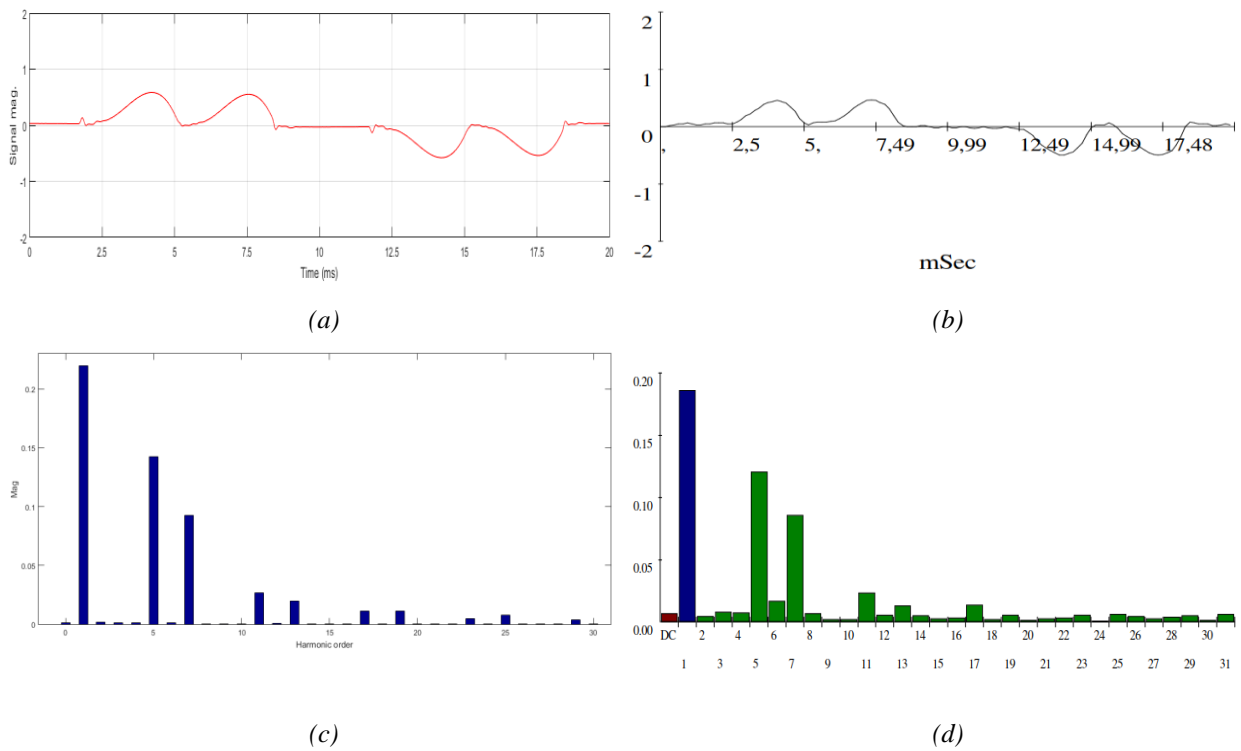 2
1
0
-1
-2
Signal mag.
0 2.5 5 7.5 10 12.5 15 17.5 20
Time (ms)
(a)
2
1
0
-1
-2
, 2,5 5, 7,49 9,99 12,49 14,99 17,48
mSec
(b)
0.2
0.15
0.1
0.05
0
Mag
0 5 10 15 20 25 30
Harmonic order
(c)
0.20
0.15
0.10
0.05
0.00
DC 2 4 6 8 10 12 14 16 18 20 22 24 26 28 30
1 3 5 7 9 11 13 15 17 19 21 23 25 27 29 31
(d)